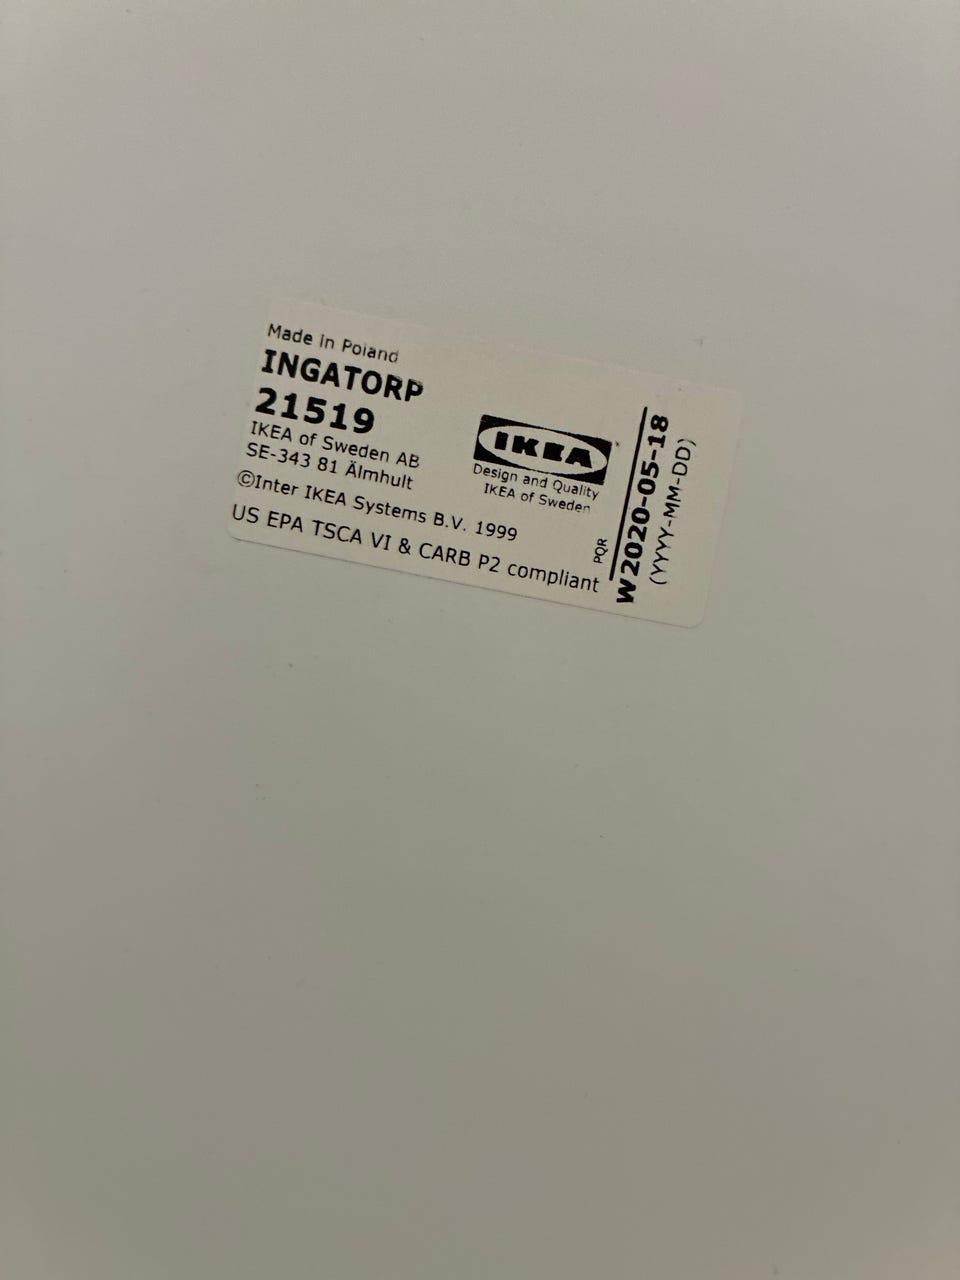 Made in Poland
INGATORP
21519
IKEA of Sweden AB
SE-343 81 Älmhult
©Inter IKEA Systems B.V. 1999
US EPA TSCA VI & CARB P2 compliant
IKEA
Design and Quality
IKEA of Sweden
PQR
W2020-05-18
(YYYY-MM-DD)